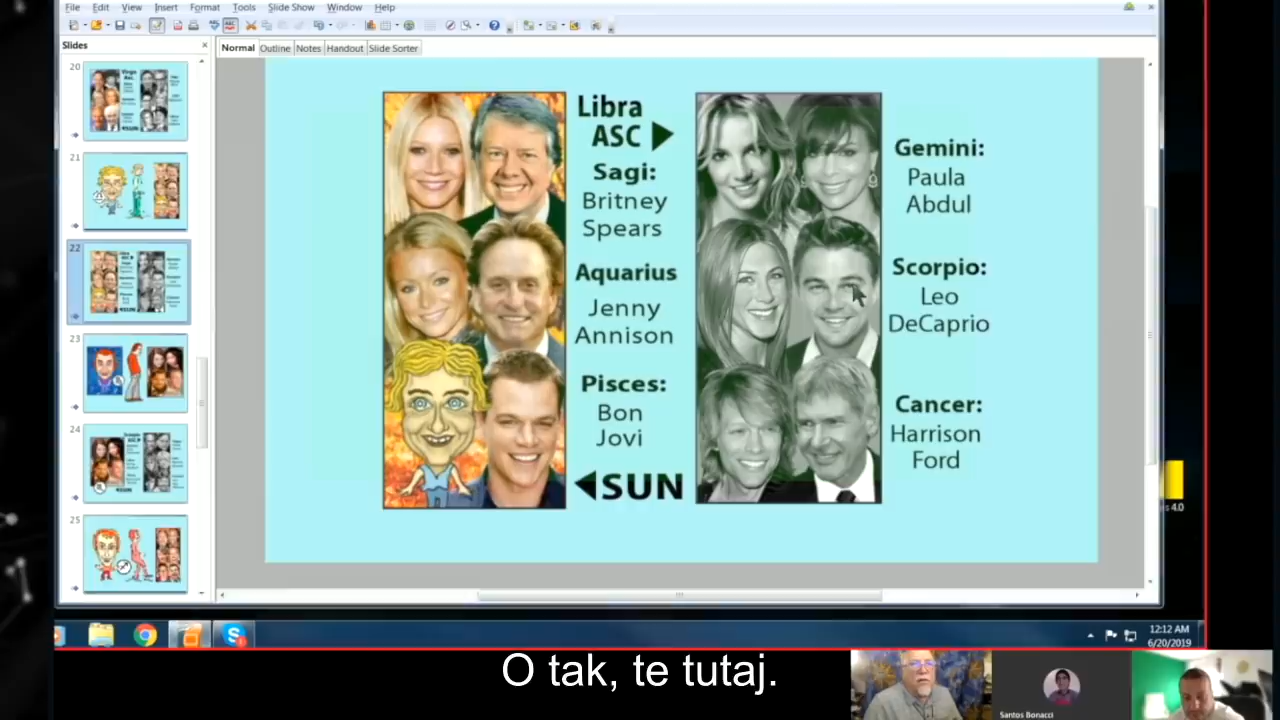 File Edit View Insert Format Tools Slide Show Window Help
Slides
Normal Outline Notes Handout Slide Sorter
20
21
22
23
24
25
Libra
ASC
Sagi:
Britney
Spears
Aquarius
Jenny
Annison
Pisces:
Bon
Jovi
SUN
Gemini:
Paula
Abdul
Scorpio:
Leo
DeCaprio
Cancer:
Harrison
Ford
4.0
12:12 AM
6/20/2019
O tak, te tutaj.
Santos Bonacci